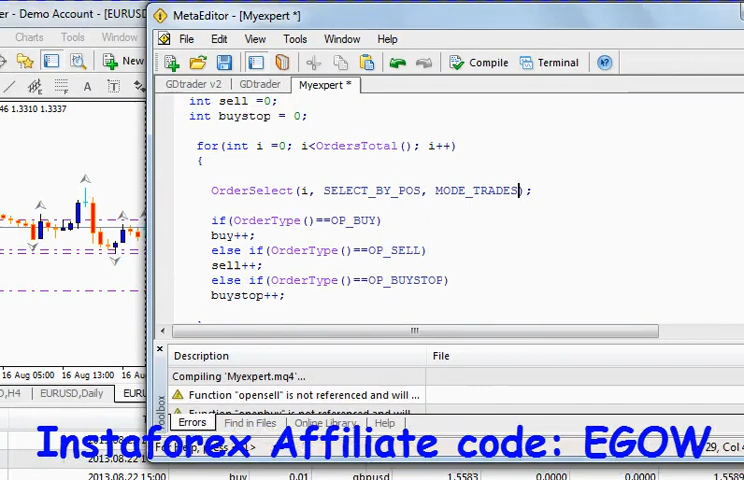 er - Demo Account - [EURUSD
Charts Tools Window
New
46 1.3310 1.3337
16 Aug 05:00 16 Aug 13:00
D,H4 EURUSD,Daily EUR
MetaEditor - [Myexpert *]
File Edit View Tools Window Help
Compile Terminal
GDtrader v2 GDtrader Myexpert *
int sell =0;
int buystop = 0;
for(int i =0; i<OrdersTotal(); i++)
{
OrderSelect(i, SELECT_BY_POS, MODE_TRADES);
if(OrderType()==OP_BUY)
buy++;
else if(OrderType()==OP_SELL)
sell++;
else if(OrderType()==OP_BUYSTOP)
buystop++;
Description File
Compiling 'Myexpert.mq4'...
Function "opensell" is not referenced and will ...
Toolbox
Errors Find in Files Online Library Help
Instaforex Affiliate code: EGOW
2013.08.22 15:00 buy 0.01 gbpusd 1.5583 0.0000 0.0000